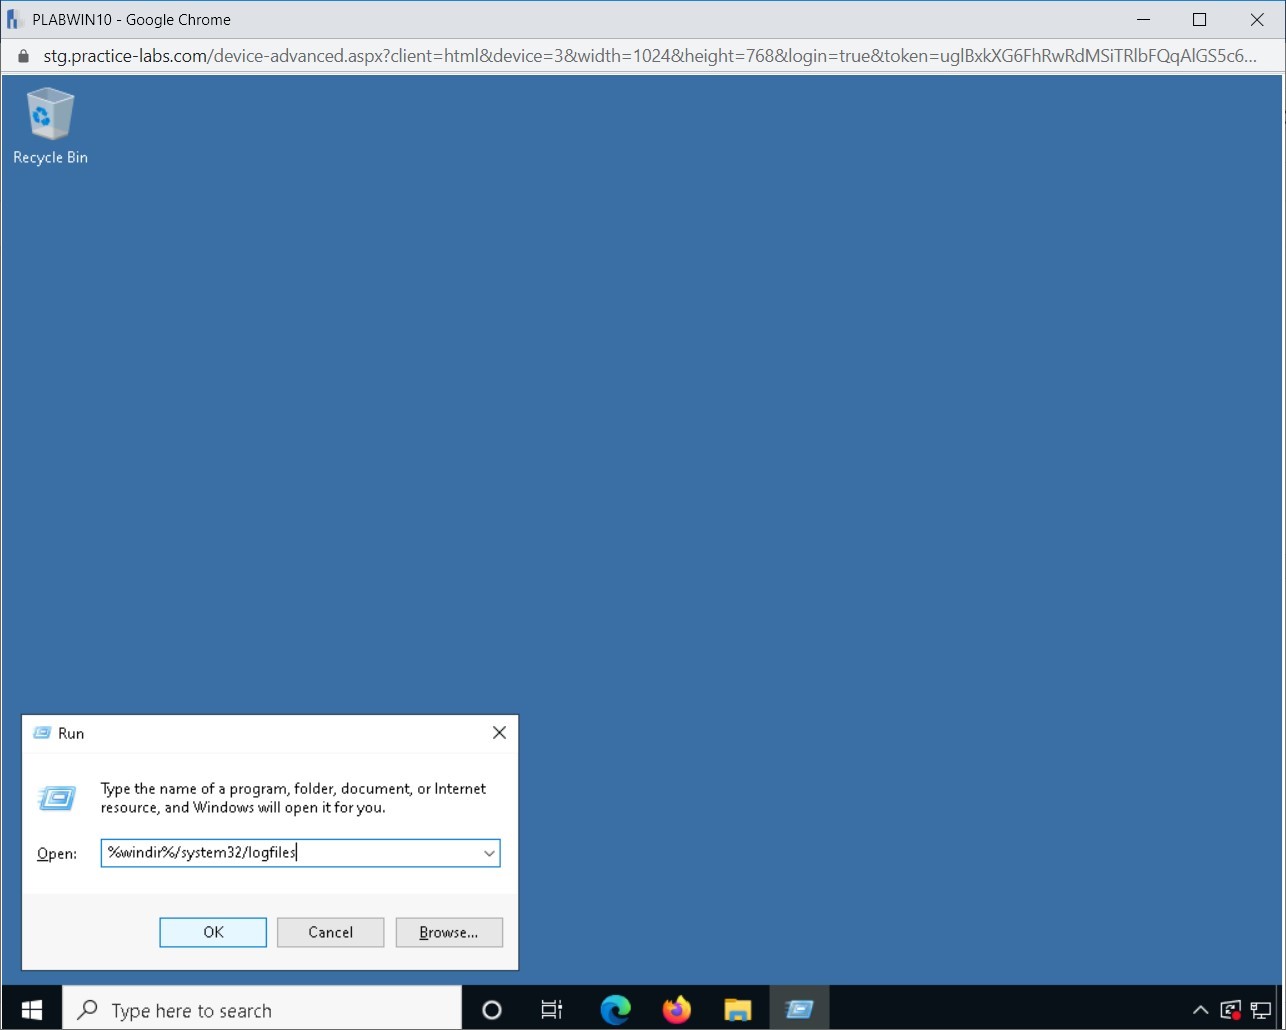 PLABWIN10 - Google Chrome
stg.practice-labs.com/device-advanced.aspx?client=html&device=3&width=1024&height=768&login=true&token=uglBxkXG6FhRwRdMSiTRlbFQqAlGS5c6...
Recycle Bin
Run
Type the name of a program, folder, document, or Internet
resource, and Windows will open it for you.
Open: %windir%/system32/logfiles
OK Cancel Browse...
Type here to search